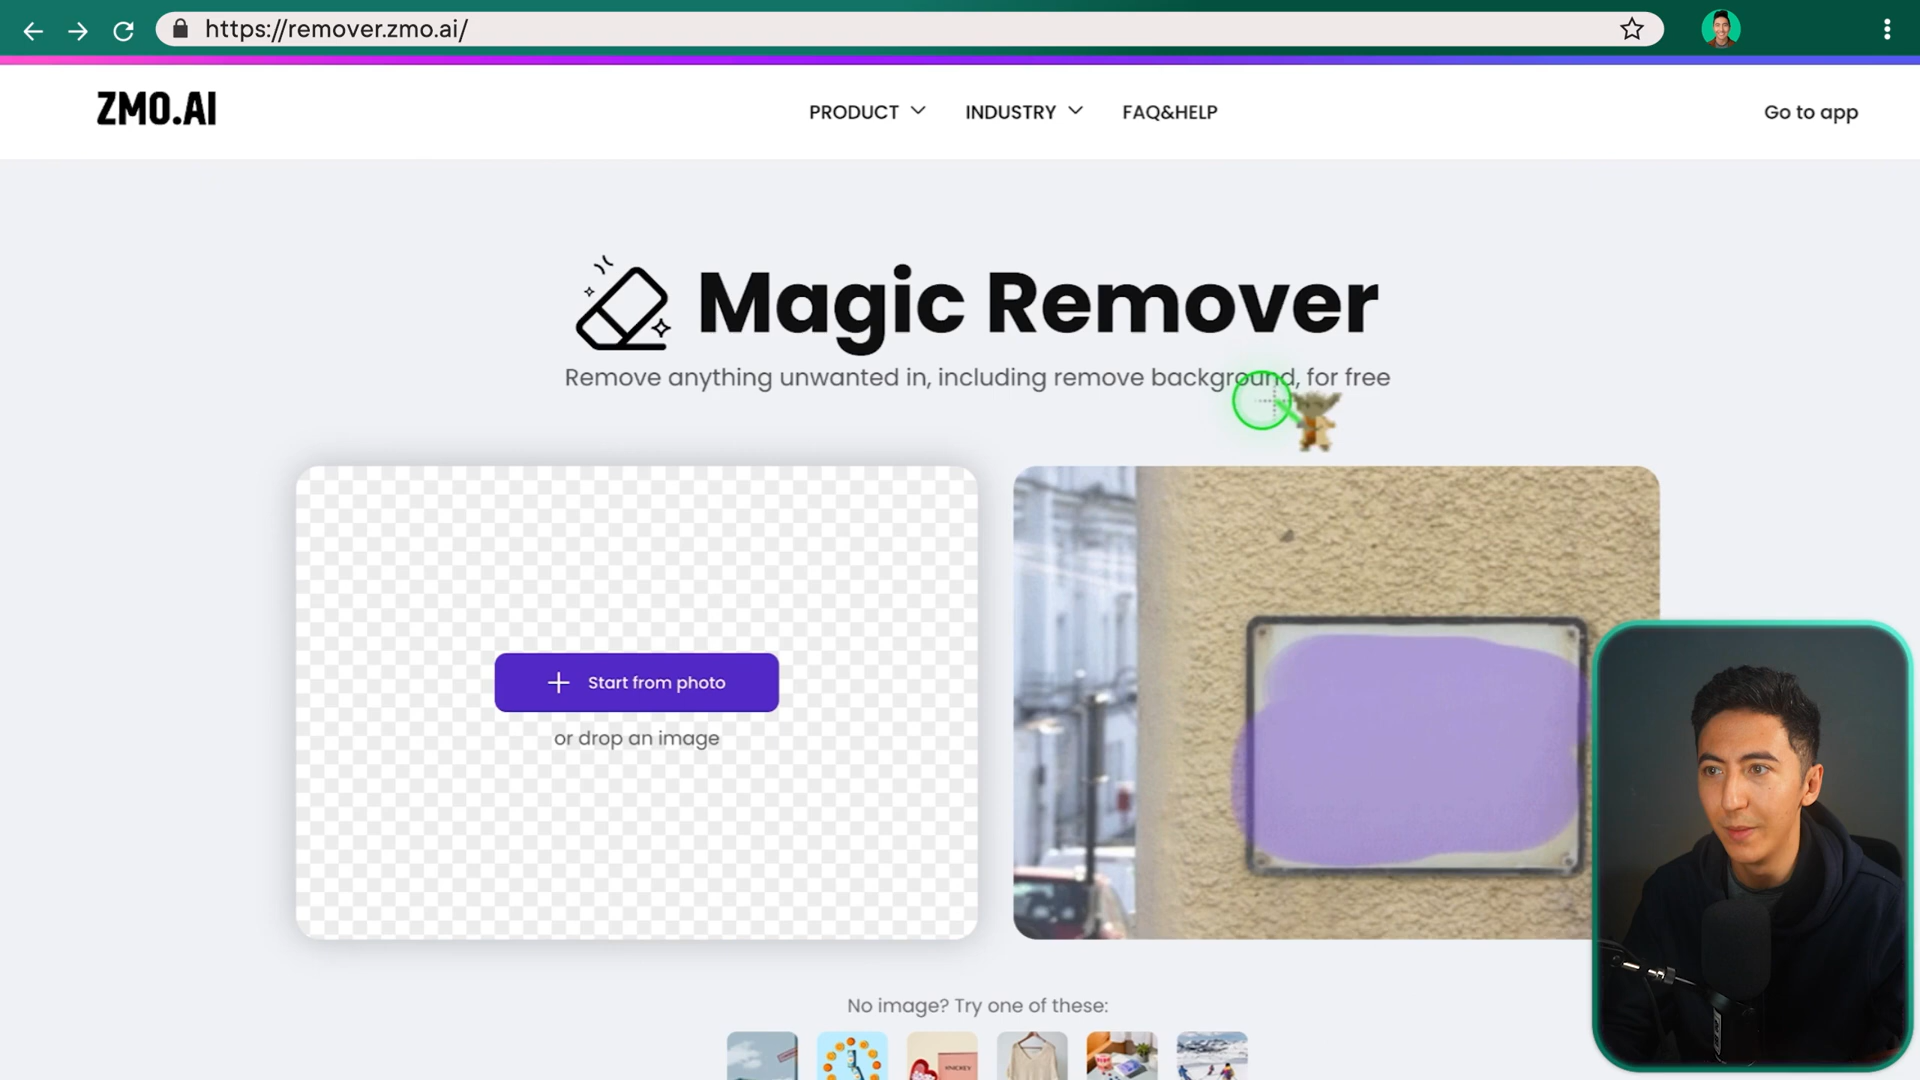 https://remover.zmo.ai/
ZMO.AI
PRODUCT
INDUSTRY
FAQ&HELP
Go to app
Magic Remover
Remove anything unwanted in, including remove background, for free
Start from photo
or drop an image
No image? Try one of these: